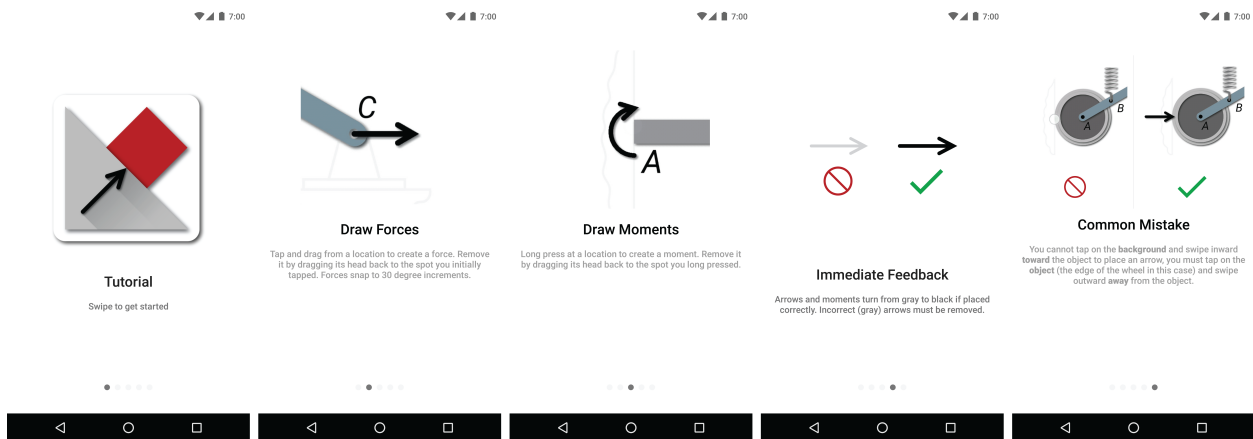 7:00
Tutorial
Swipe to get started
7:00
C
Draw Forces
Tap and drag from a location to create a force. Remove
it by dragging its head back to the spot you initially
tapped. Forces snap to 30 degree increments.
7:00
A
Draw Moments
Long press at a location to create a moment. Remove it
by dragging its head back to the spot you long pressed.
7:00
Immediate Feedback
Arrows and moments turn from gray to black if placed
correctly. Incorrect (gray) arrows must be removed.
7:00
B
A
B
A
Common Mistake
You cannot tap on the background and swipe inward
toward the object to place an arrow, you must tap on the
object (the edge of the wheel in this case) and swipe
outward away from the object.